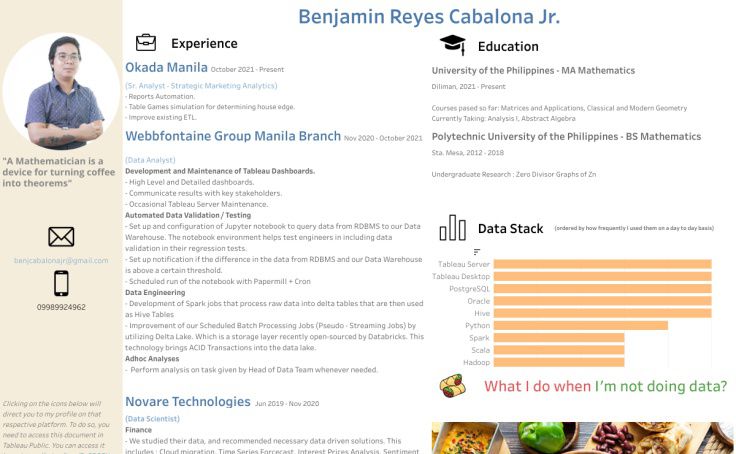 Benjamin Reyes Cabalona Jr.
"A Mathematician is a
device for turning coffee
into theorems"
benjcabalonajr@gmail.com
09989924962
Clicking on the icons below will
direct you to my profile on that
respective platform. To do so, you
need to access this document in
Tableau Public. You can access it
Experience
Okada Manila October 2021 - Present
(Sr. Analyst - Strategic Marketing Analytics)
- Reports Automation.
- Table Games simulation for determining house edge.
- Improve existing ETL.
Webbfontaine Group Manila Branch Nov 2020 - October 2021
(Data Analyst)
Development and Maintenance of Tableau Dashboards.
- High Level and Detailed dashboards.
- Communicate results with key stakeholders.
- Occasional Tableau Server Maintenance.
Automated Data Validation / Testing
- Set up and configuration of Jupyter notebook to query data from RDBMS to our Data
Warehouse. The notebook environment helps test engineers in including data
validation in their regression tests.
- Set up notification if the difference in the data from RDBMS and our Data Warehouse
is above a certain threshold.
- Scheduled run of the notebook with Papermill + Cron
Data Engineering
- Development of Spark jobs that process raw data into delta tables that are then used
as Hive Tables
- Improvement of our Scheduled Batch Processing Jobs (Pseudo - Streaming Jobs) by
utilizing Delta Lake. Which is a storage layer recently open-sourced by Databricks. This
technology brings ACID Transactions into the data lake.
Adhoc Analyses
- Perform analysis on task given by Head of Data Team whenever needed.
Novare Technologies Jun 2019 - Nov 2020
(Data Scientist)
Finance
- We studied their data, and recommended necessary data driven solutions. This
includes : Cloud migration, Time Series Forecast, Interest Prizes Analysis, Sentiment
Education
University of the Philippines - MA Mathematics
Diliman, 2021 - Present
Courses pased so far: Matrices and Applications, Classical and Modern Geometry
Currently Taking: Analysis I, Abstract Algebra
Polytechnic University of the Philippines - BS Mathematics
Sta. Mesa, 2012 - 2018
Undergraduate Research ; Zero Divisor Graphs of Zn
Data Stack (ordered by how frequently I used them on a day to day basis)
Tableau Server
Tableau Desktop
PostgreSQL
Oracle
Hive
Python
Spark
Scala
Hadoop
What I do when I'm not doing data?